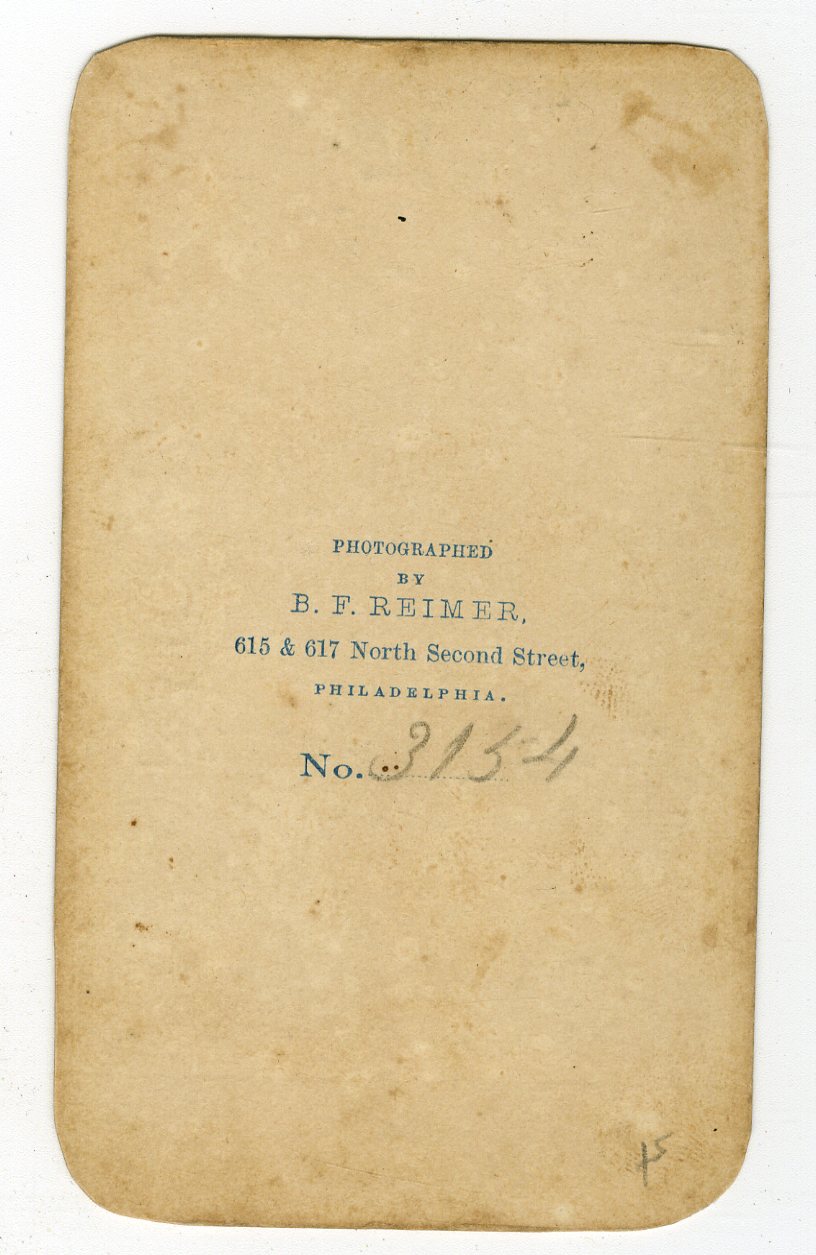 PHOTOGRAPHED
BY
B. F. REIMER,
615 & 617 North Second Street,
PHILADELPHIA.
No. 3154